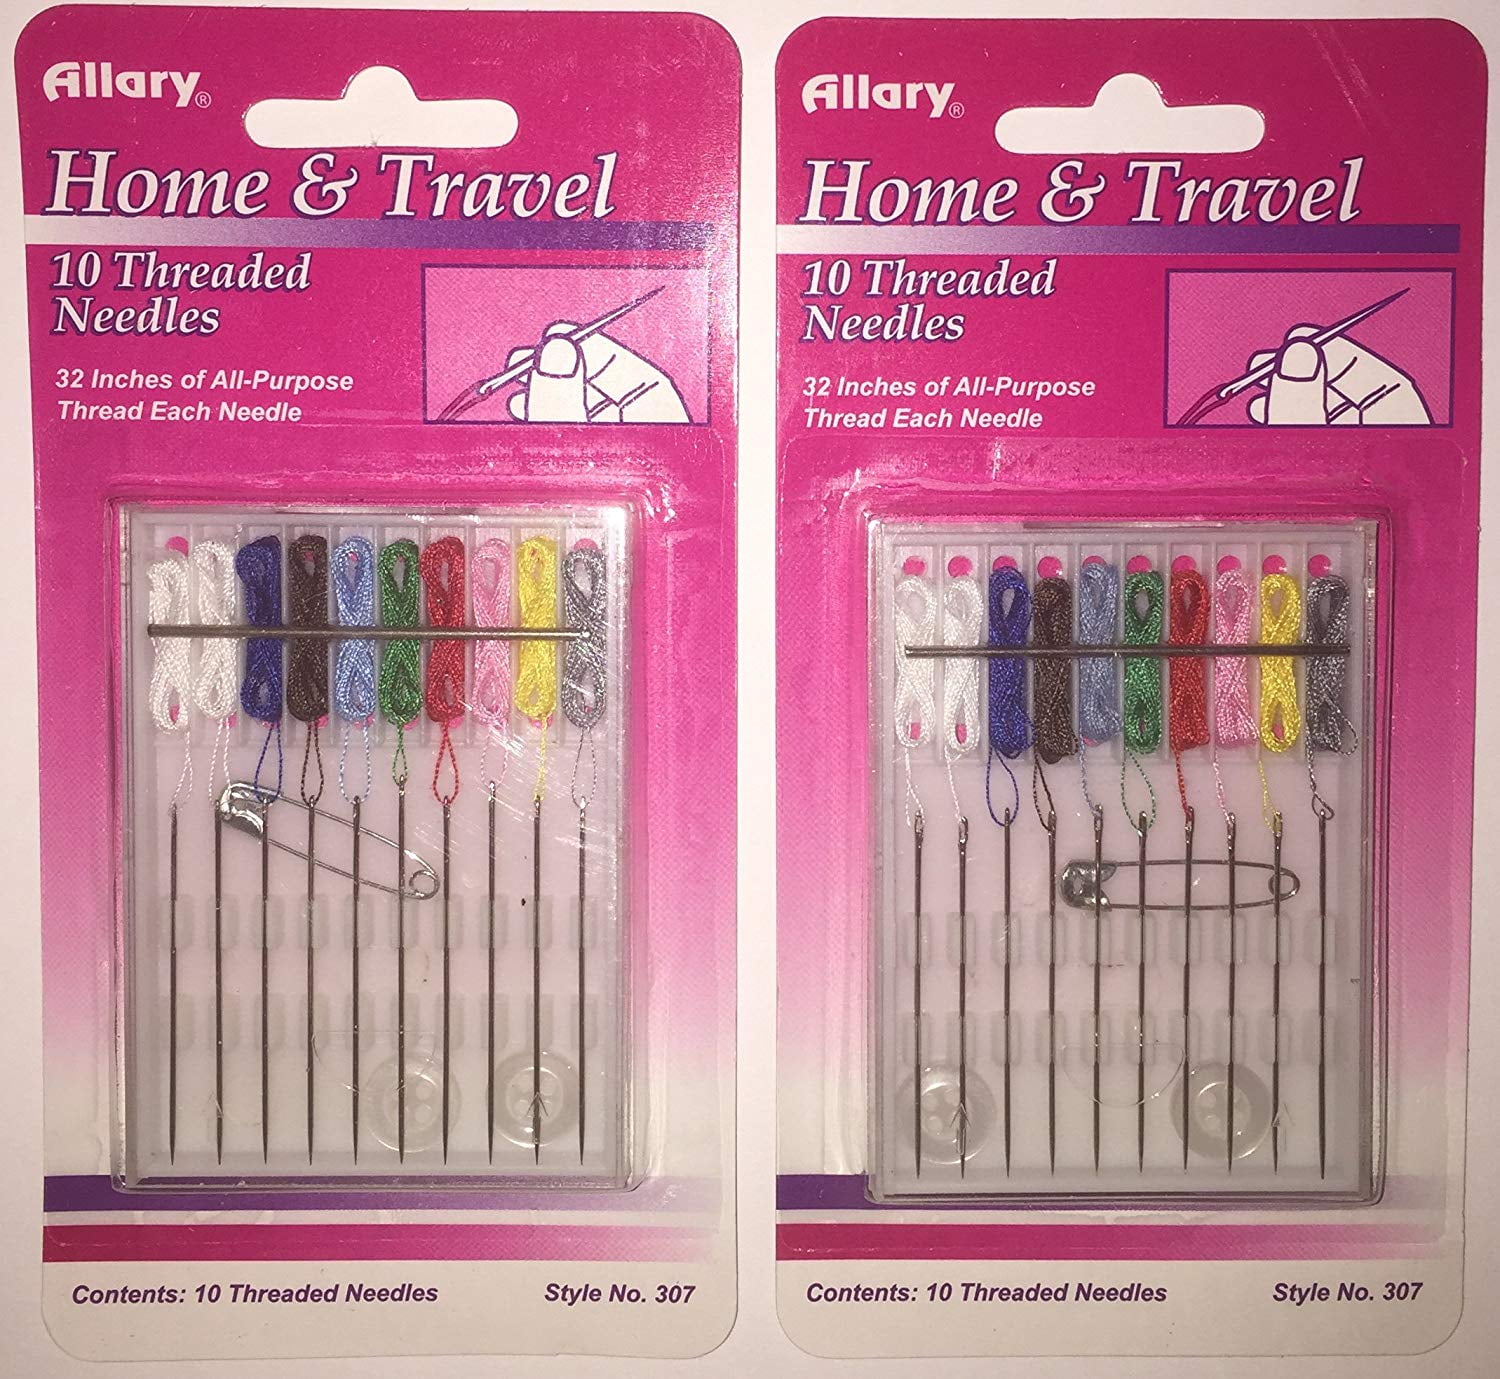 Allary®
Home & Travel
10 Threaded
Needles
32 Inches of All-Purpose
Thread Each Needle
Contents: 10 Threaded Needles
Style No. 307
Allary®
Home & Travel
10 Threaded
Needles
32 Inches of All-Purpose
Thread Each Needle
Contents: 10 Threaded Needles
Style No. 307